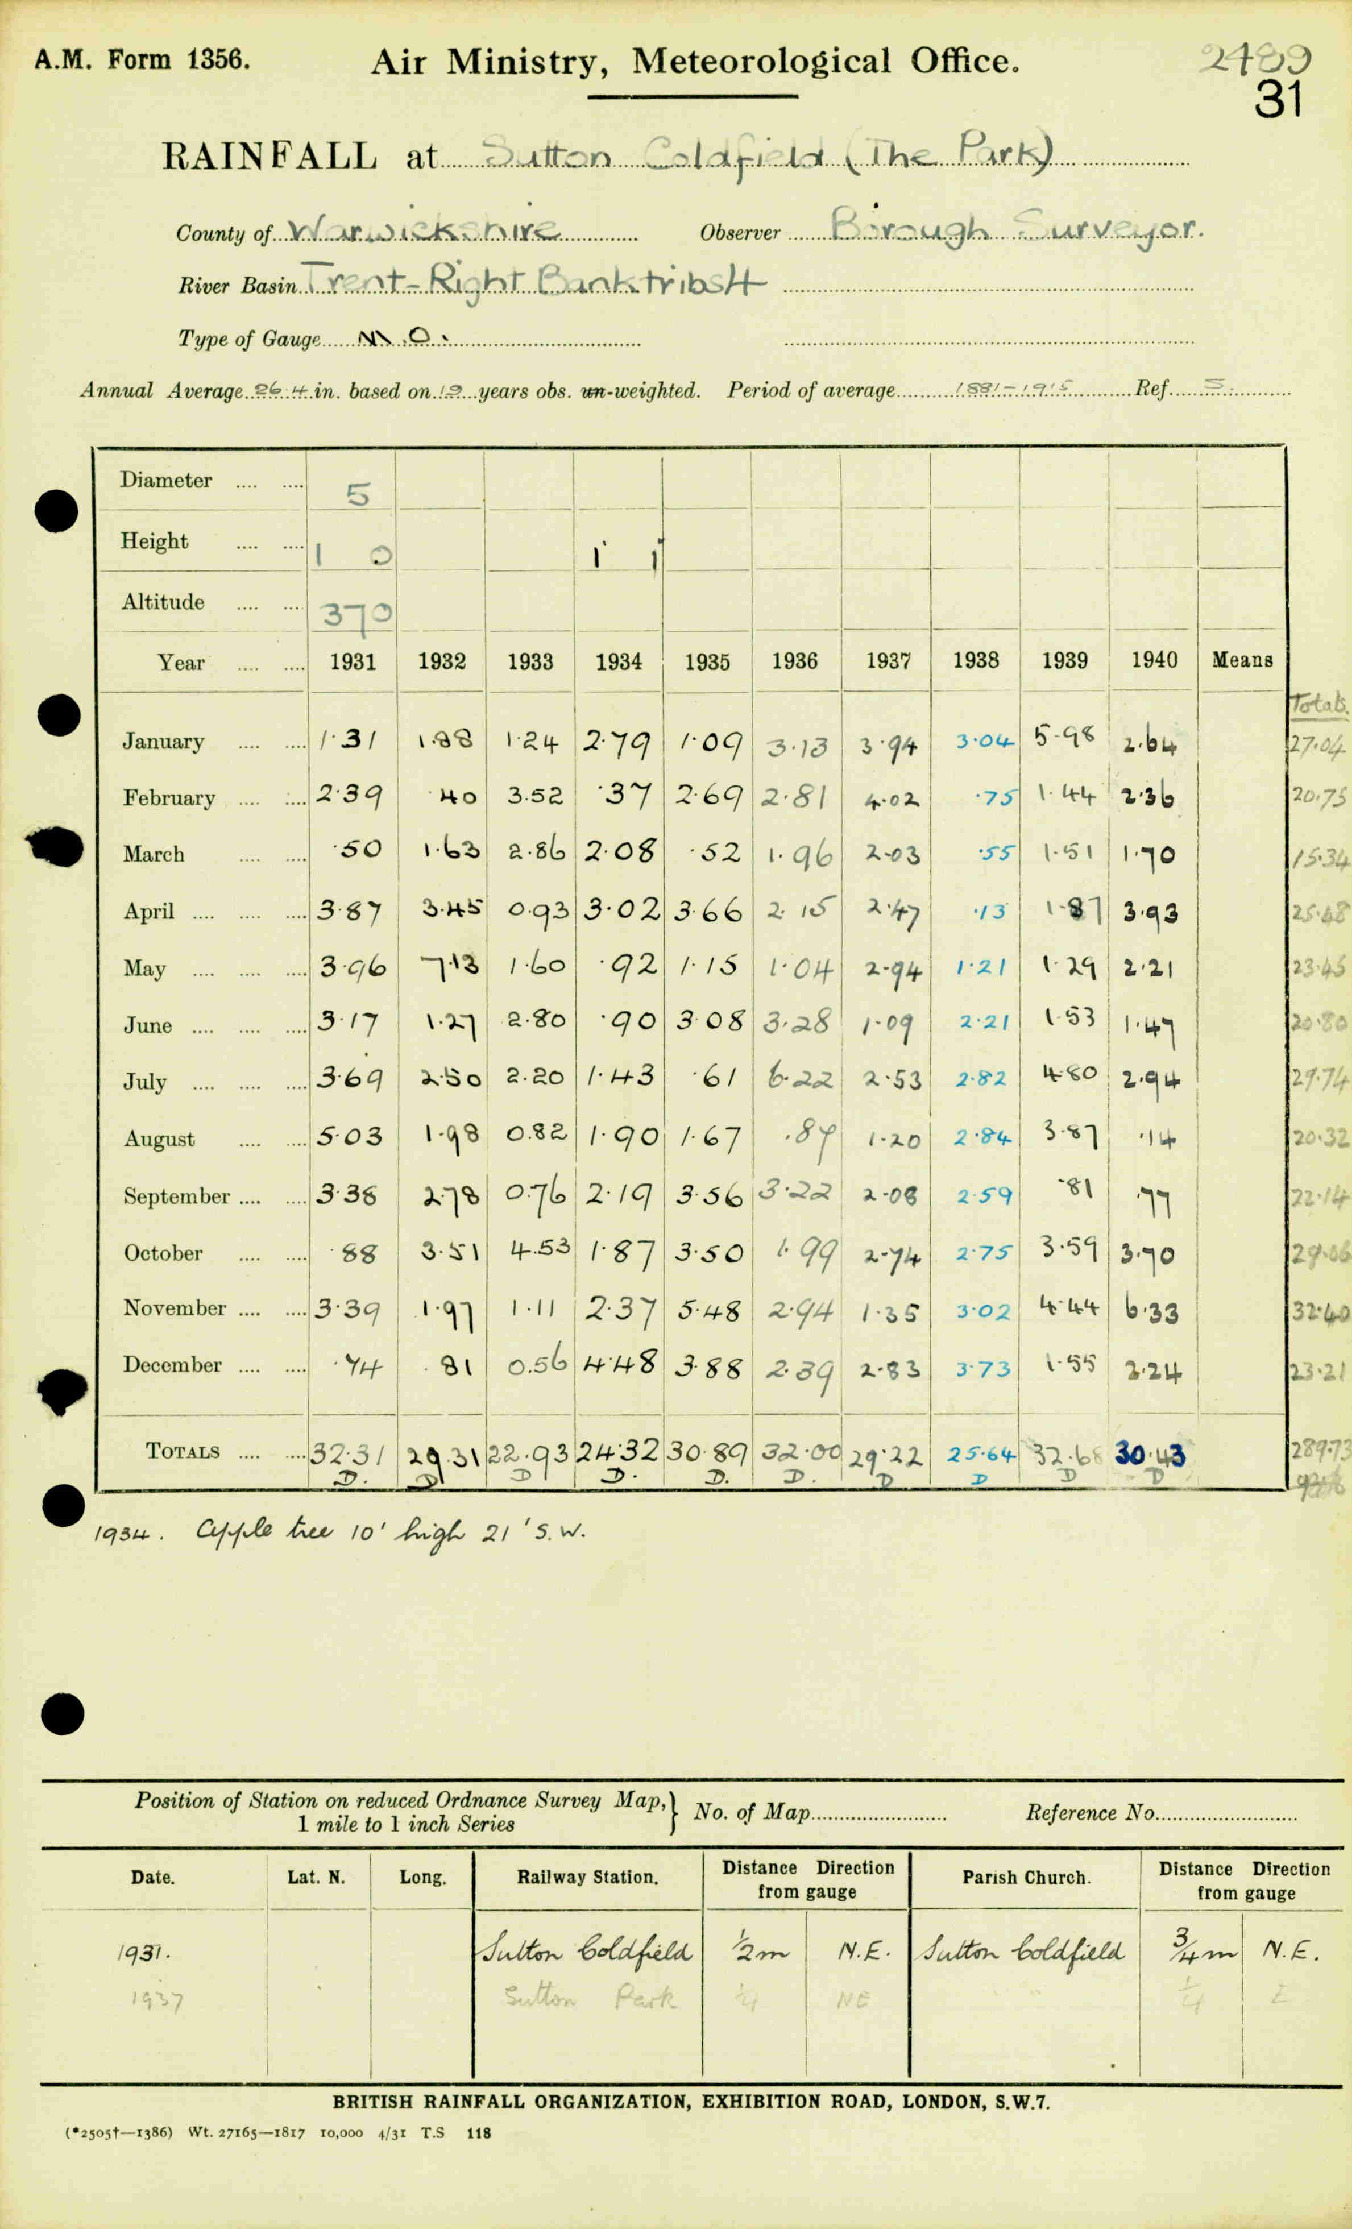 A.M. Form 1356. Air Ministry, Meteorological Office. 2489
31
RAINFALL at Sutton Coldfield (The Park)
County of Warwickshire Observer Borough Surveyor.
River Basin Trent-Right Bank tribs H
Type of Gauge M.O.
Annual Average 26.4 in. based on 19 years obs. un-weighted. Period of average 1881-1915 Ref. S.
Diameter 5
Height 1 0 1 1
Altitude 370
Year 1931 1932 1933 1934 1935 1936 1937 1938 1939 1940 Means
Totals.
January 1.31 1.88 1.24 2.79 1.09 3.13 3.94 3.04 5.98 2.64 27.04
February 2.39 .40 3.52 .37 2.69 2.81 4.02 .75 1.44 2.36 20.75
March .50 1.63 2.86 2.08 .52 1.96 2.03 .55 1.51 1.70 15.34
April 3.87 3.45 0.93 3.02 3.66 2.15 2.47 .13 1.87 3.93 25.48
May 3.96 7.13 1.60 .92 1.15 1.04 2.94 1.21 1.29 2.21 23.45
June 3.17 1.27 2.80 .90 3.08 3.28 1.09 2.21 1.53 1.47 20.80
July 3.69 2.50 2.20 1.43 .61 6.22 2.53 2.82 4.80 2.94 29.74
August 5.03 1.98 0.82 1.90 1.67 .87 1.20 2.84 3.87 .14 20.32
September 3.38 2.78 0.76 2.19 3.56 3.22 2.08 2.59 .81 .77 22.14
October .88 3.51 4.53 1.87 3.50 1.99 2.74 2.75 3.59 3.70 29.06
November 3.39 1.97 1.11 2.37 5.48 2.94 1.35 3.02 4.44 6.33 32.40
December .74 .81 0.56 4.48 3.88 2.39 2.83 3.73 1.55 2.24 23.21
TOTALS 32.31 29.31 22.93 24.32 30.89 32.00 29.22 25.64 32.68 30.43 289.73
D. D D D. D. D. D D D D
1934. Apple tree 10' high 21' S.W.
Position of Station on reduced Ordnance Survey Map, 1 mile to 1 inch Series } No. of Map Reference No.
Date. Lat. N. Long. Railway Station. Distance Direction from gauge Parish Church. Distance Direction from gauge
1931. Sutton Coldfield ½m N.E. Sutton Coldfield ¾m N.E.
1937 Sutton Park ¼ NE " " ¼ E
BRITISH RAINFALL ORGANIZATION, EXHIBITION ROAD, LONDON, S.W.7.
(*2505†—1386) Wt. 27165—1817 10,000 4/31 T.S 118